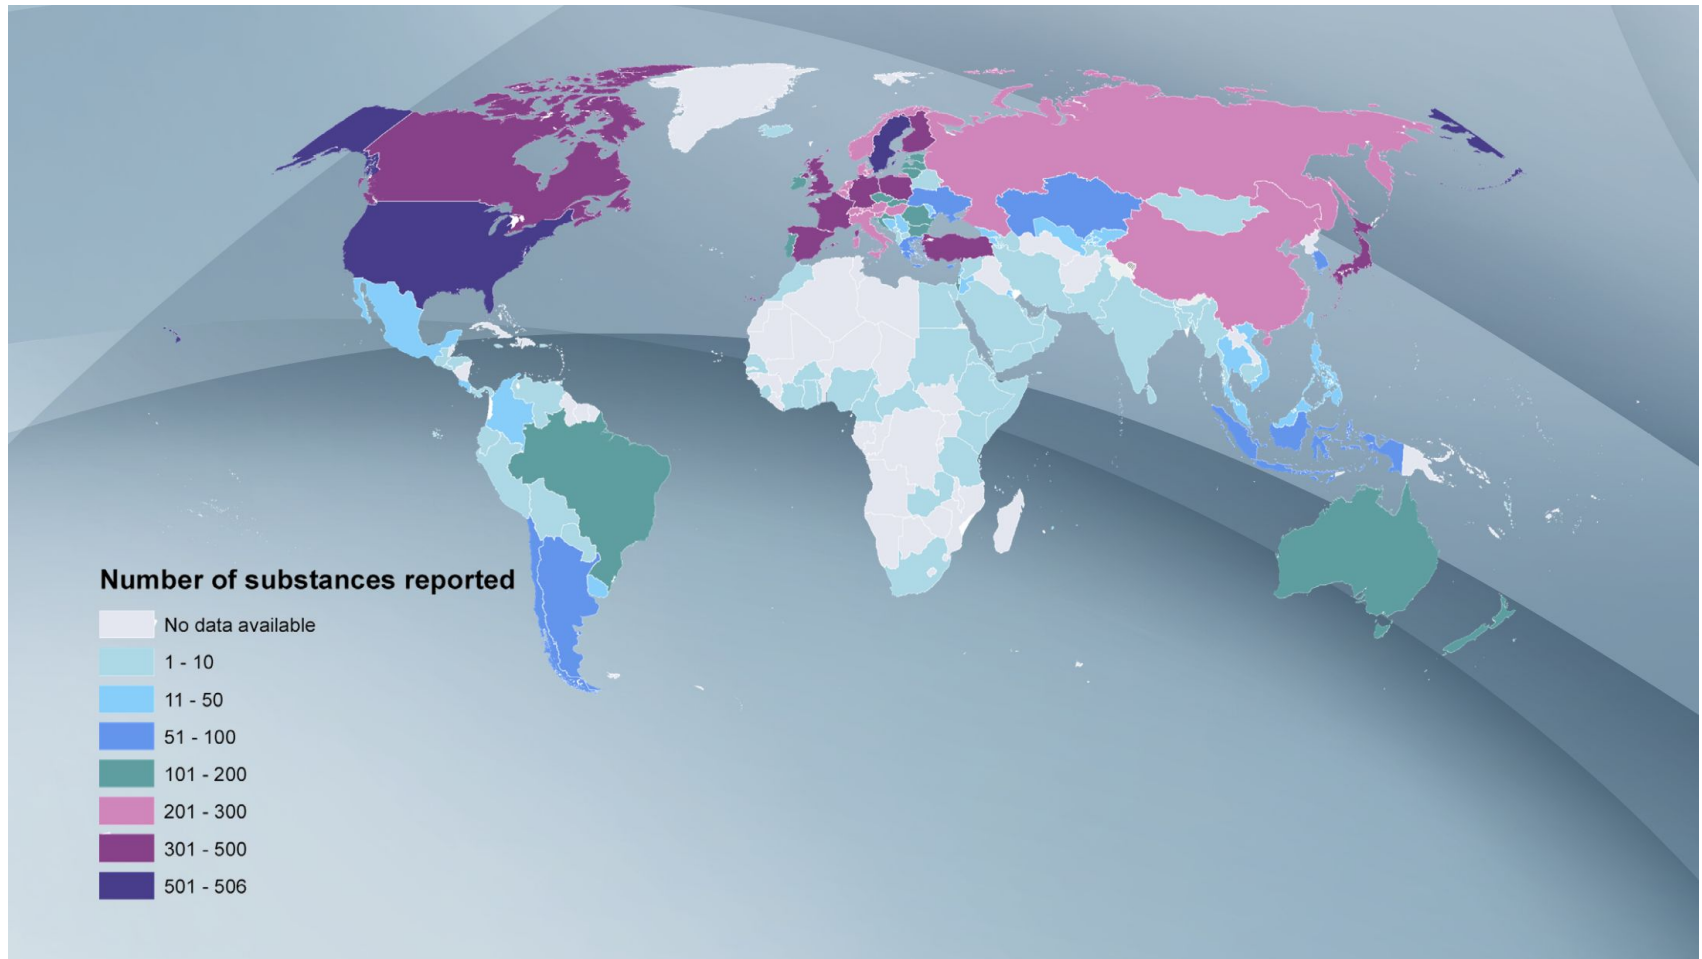 Number of substances reported
No data available
1 - 10
11 - 50
51 - 100
101 - 200
201 - 300
301 - 500
501 - 506